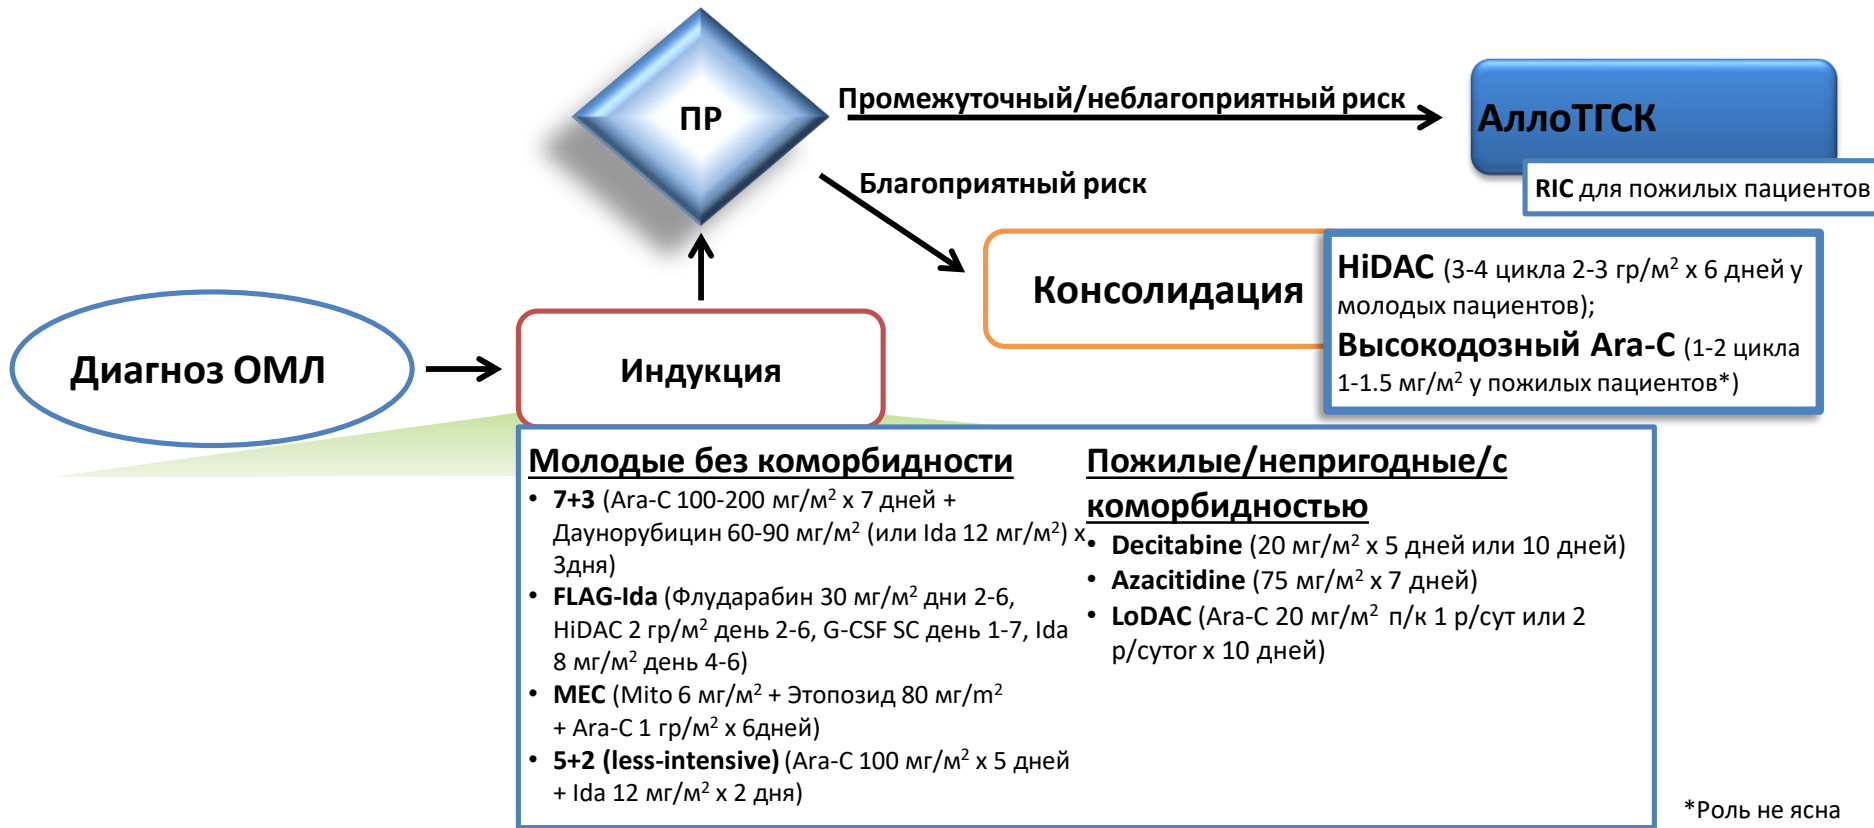 ПР
Промежуточный/неблагоприятный риск
АллоТГСК
RIC для пожилых пациентов
Благоприятный риск
Консолидация
HiDAC (3-4 цикла 2-3 гр/м² x 6 дней у
молодых пациентов);
Высокодозный Ara-C (1-2 цикла
1-1.5 мг/м² у пожилых пациентов*)
Диагноз ОМЛ
Индукция
Молодые без коморбидности
• 7+3 (Ara-C 100-200 мг/м² x 7 дней +
Даунорубицин 60-90 мг/м² (или Ida 12 мг/м²) x
3дня)
• FLAG-Ida (Флударабин 30 мг/м² дни 2-6,
HiDAC 2 гр/м² день 2-6, G-CSF SC день 1-7, Ida
8 мг/м² день 4-6)
• MEC (Mito 6 мг/м² + Этопозид 80 мг/m²
+ Ara-C 1 гр/м² x 6дней)
• 5+2 (less-intensive) (Ara-C 100 мг/м² x 5 дней
+ Ida 12 мг/м² x 2 дня)
Пожилые/непригодные/с
коморбидностью
• Decitabine (20 мг/м² x 5 дней или 10 дней)
• Azacitidine (75 мг/м² x 7 дней)
• LoDAC (Ara-C 20 мг/м² п/к 1 р/сут или 2
р/сутor x 10 дней)
*Роль не ясна